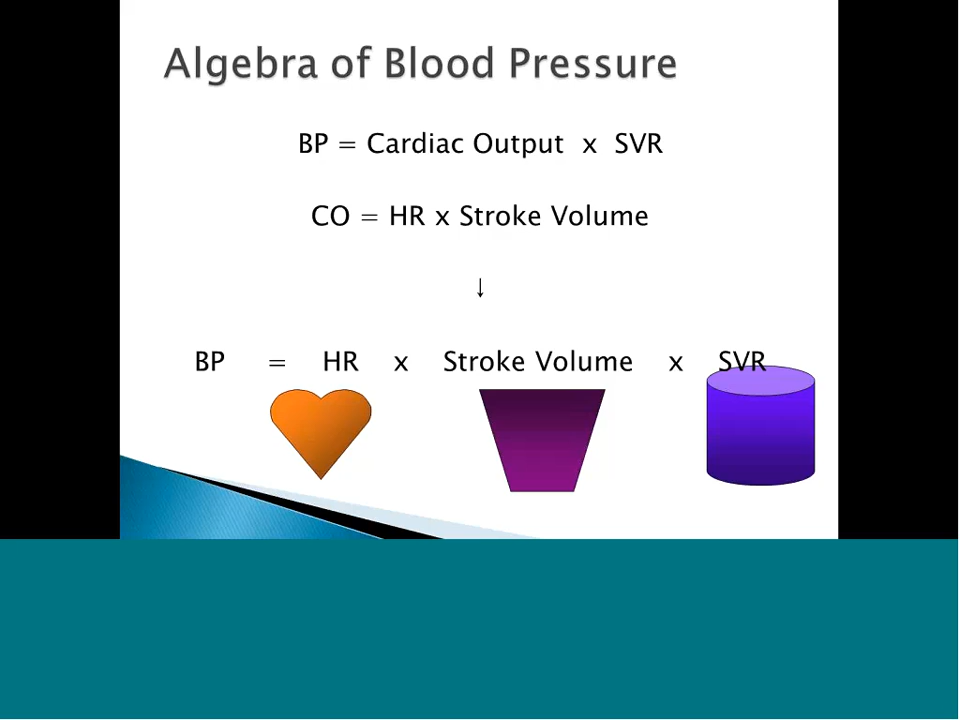 Algebra of Blood Pressure
BP = Cardiac Output x SVR
CO = HR x Stroke Volume
↓
BP = HR x Stroke Volume x SVR